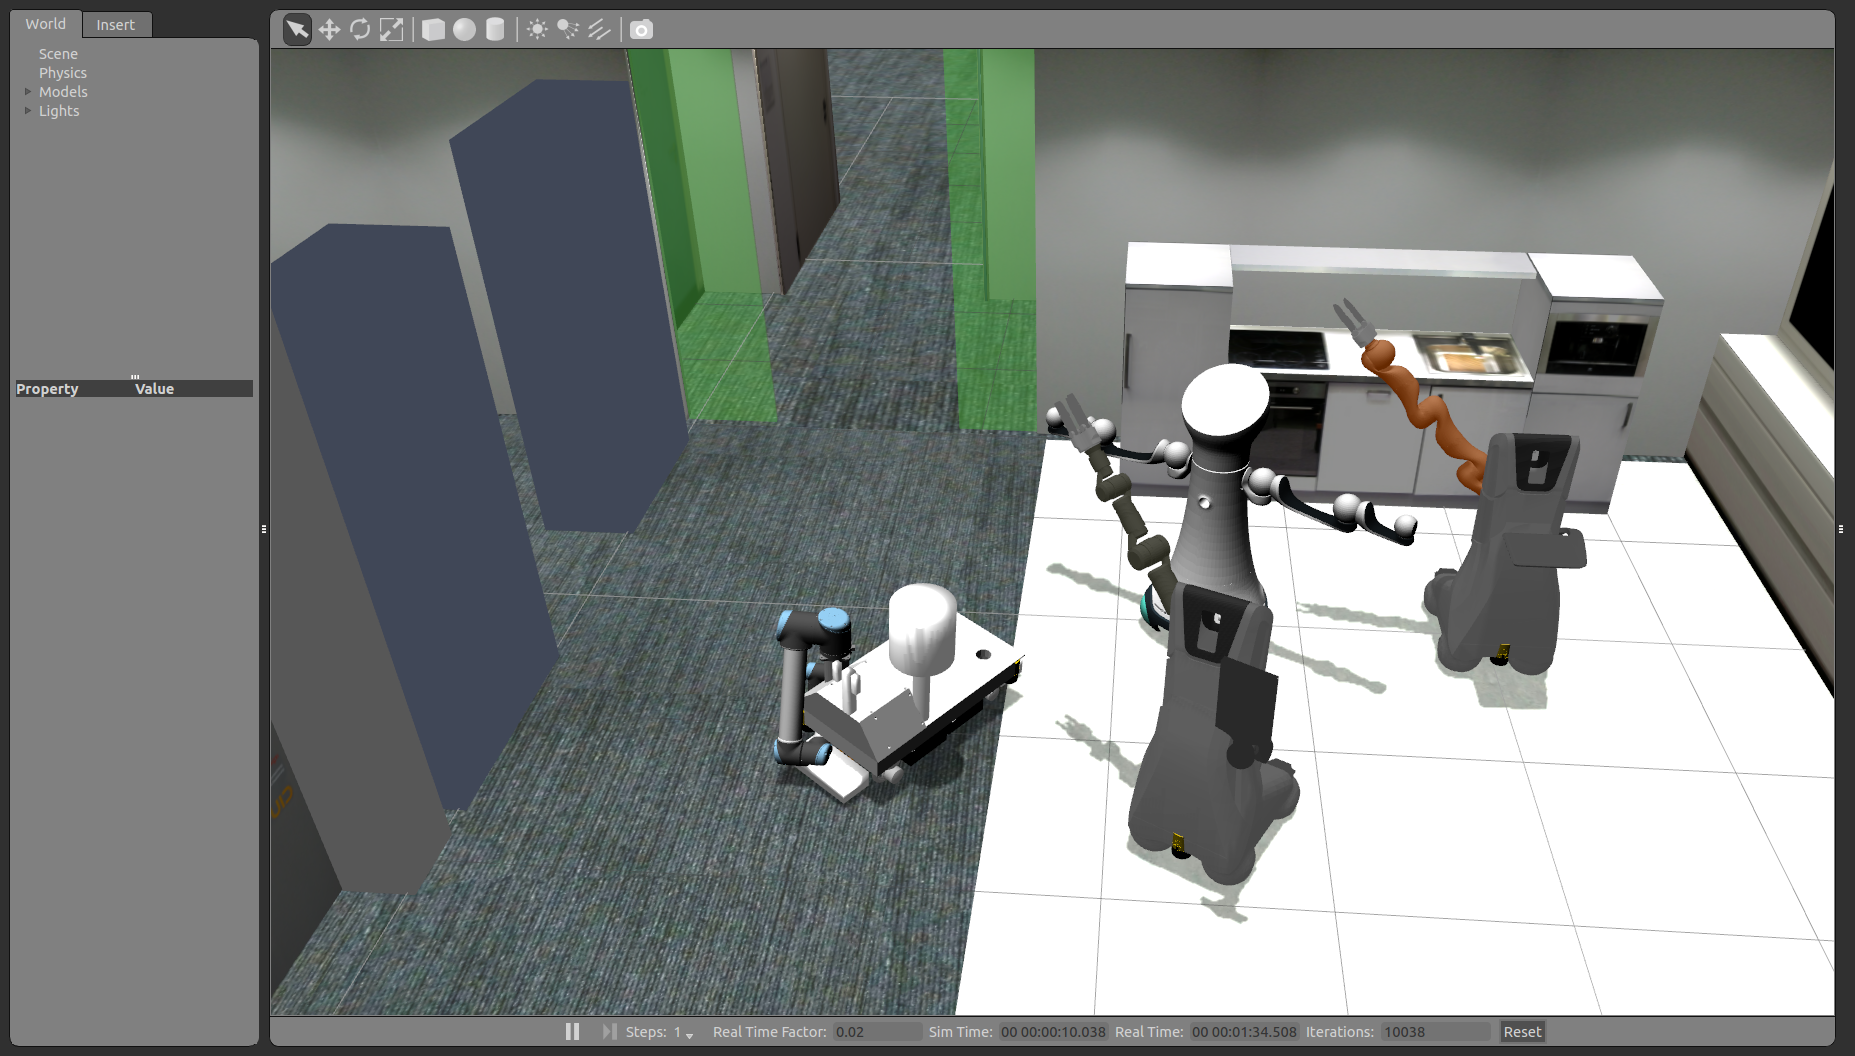 World
Insert
Scene
Physics
Models
Lights
Property Value
Steps: 1 Real Time Factor: 0.02 Sim Time: 00 00:00:10.038 Real Time: 00 00:01:34.508 Iterations: 10038 Reset